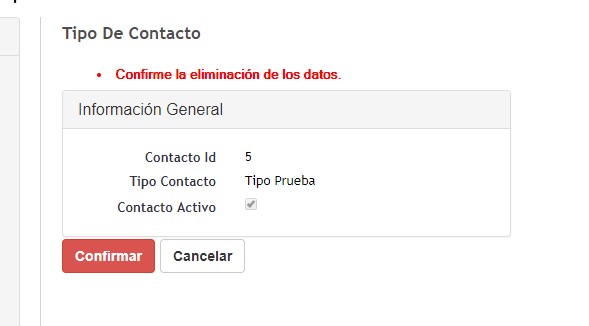 Tipo De Contacto
• Confirme la eliminación de los datos.
Información General
Contacto Id 5
Tipo Contacto Tipo Prueba
Contacto Activo
Confirmar Cancelar